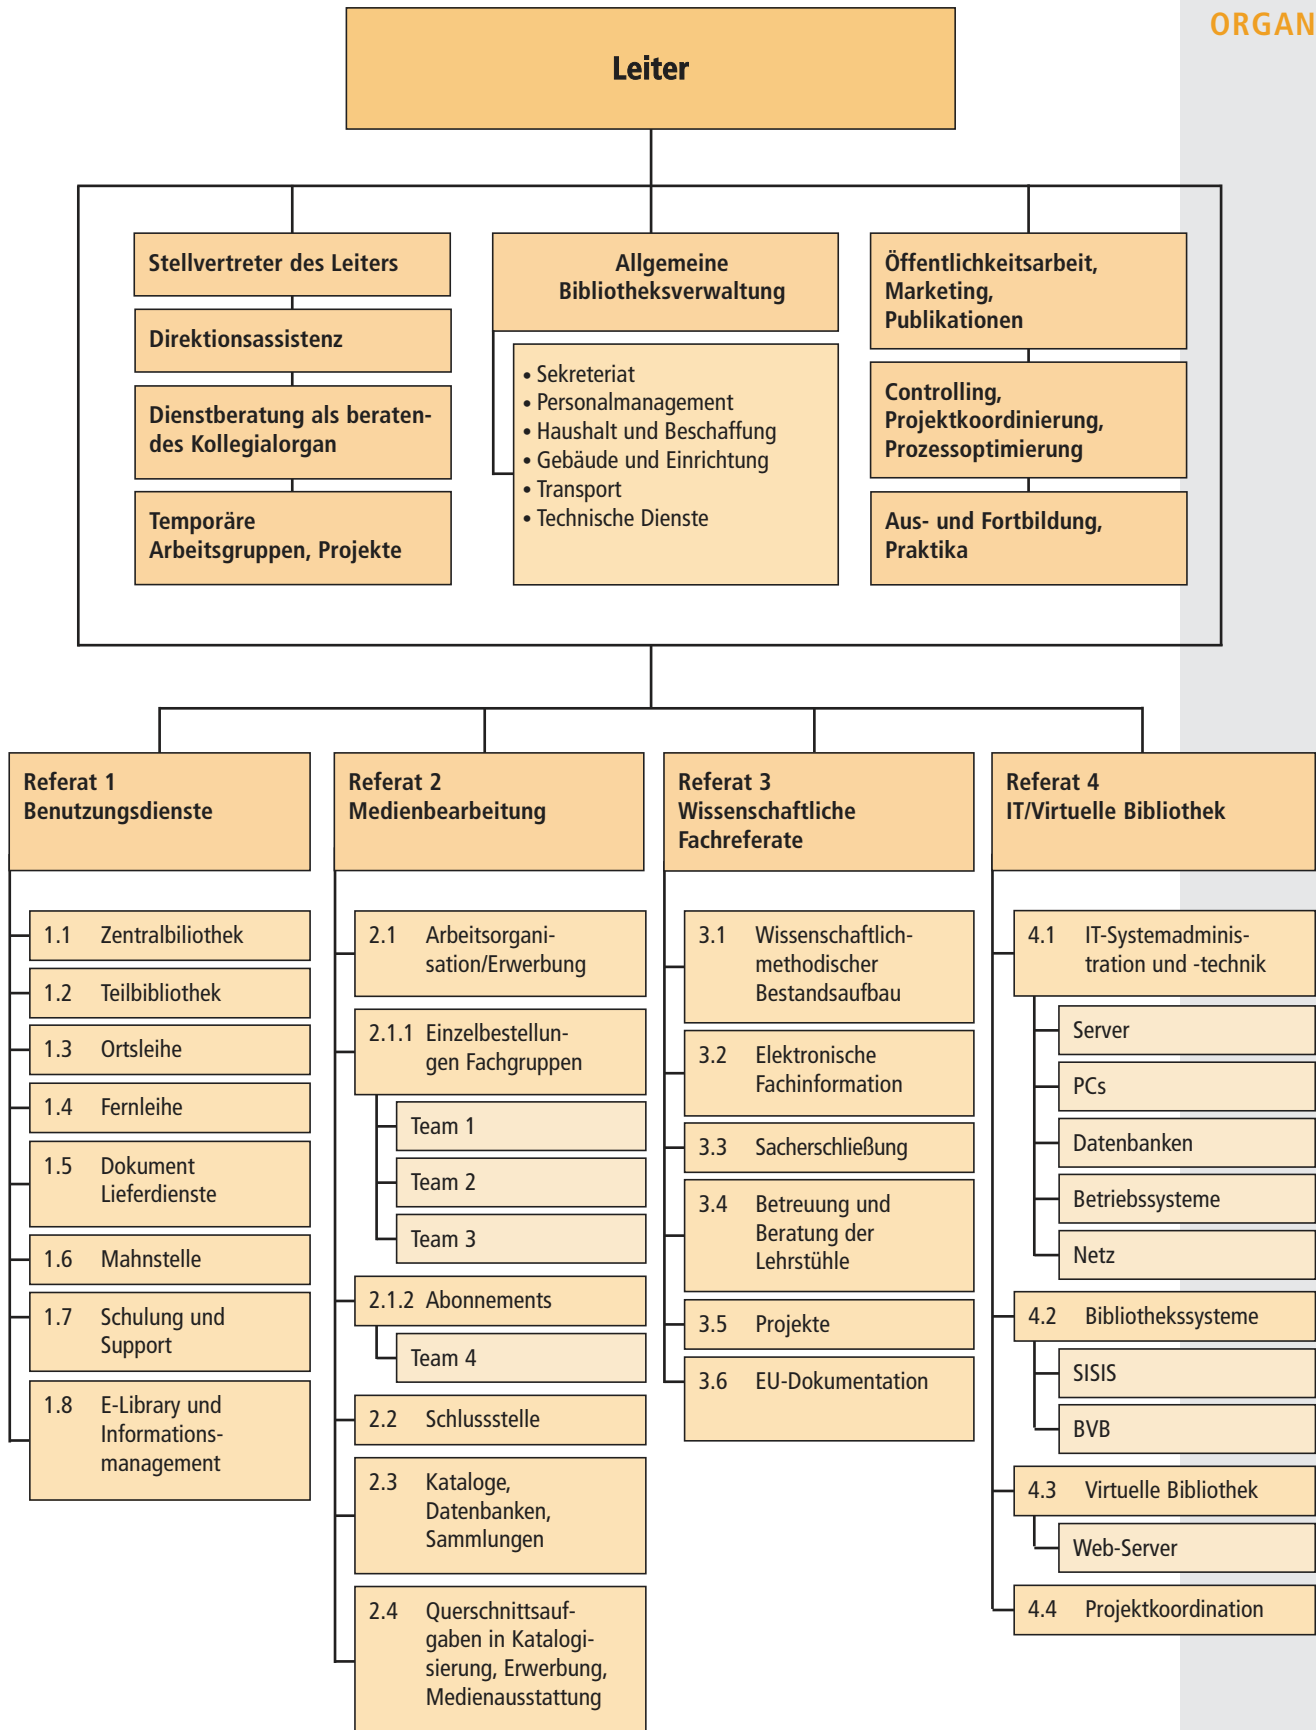 ORGAN
Leiter
Stellvertreter des Leiters
Direktionsassistenz
Dienstberatung als beraten-
des Kollegialorgan
Temporäre
Arbeitsgruppen, Projekte
Allgemeine
Bibliotheksverwaltung
• Sekreteriat
• Personalmanagement
• Haushalt und Beschaffung
• Gebäude und Einrichtung
• Transport
• Technische Dienste
Öffentlichkeitsarbeit,
Marketing,
Publikationen
Controlling,
Projektkoordinierung,
Prozessoptimierung
Aus- und Fortbildung,
Praktika
Referat 1
Benutzungsdienste
1.1 Zentralbiliothek
1.2 Teilbibliothek
1.3 Ortsleihe
1.4 Fernleihe
1.5 Dokument
Lieferdienste
1.6 Mahnstelle
1.7 Schulung und
Support
1.8 E-Library und
Informations-
management
Referat 2
Medienbearbeitung
2.1 Arbeitsorgani-
sation/Erwerbung
2.1.1 Einzelbestellun-
gen Fachgruppen
Team 1
Team 2
Team 3
2.1.2 Abonnements
Team 4
2.2 Schlussstelle
2.3 Kataloge,
Datenbanken,
Sammlungen
2.4 Querschnittsauf-
gaben in Katalogi-
sierung, Erwerbung,
Medienausstattung
Referat 3
Wissenschaftliche
Fachreferate
3.1 Wissenschaftlich-
methodischer
Bestandsaufbau
3.2 Elektronische
Fachinformation
3.3 Sacherschließung
3.4 Betreuung und
Beratung der
Lehrstühle
3.5 Projekte
3.6 EU-Dokumentation
Referat 4
IT/Virtuelle Bibliothek
4.1 IT-Systemadminis-
tration und -technik
Server
PCs
Datenbanken
Betriebssysteme
Netz
4.2 Bibliothekssysteme
SISIS
BVB
4.3 Virtuelle Bibliothek
Web-Server
4.4 Projektkoordination